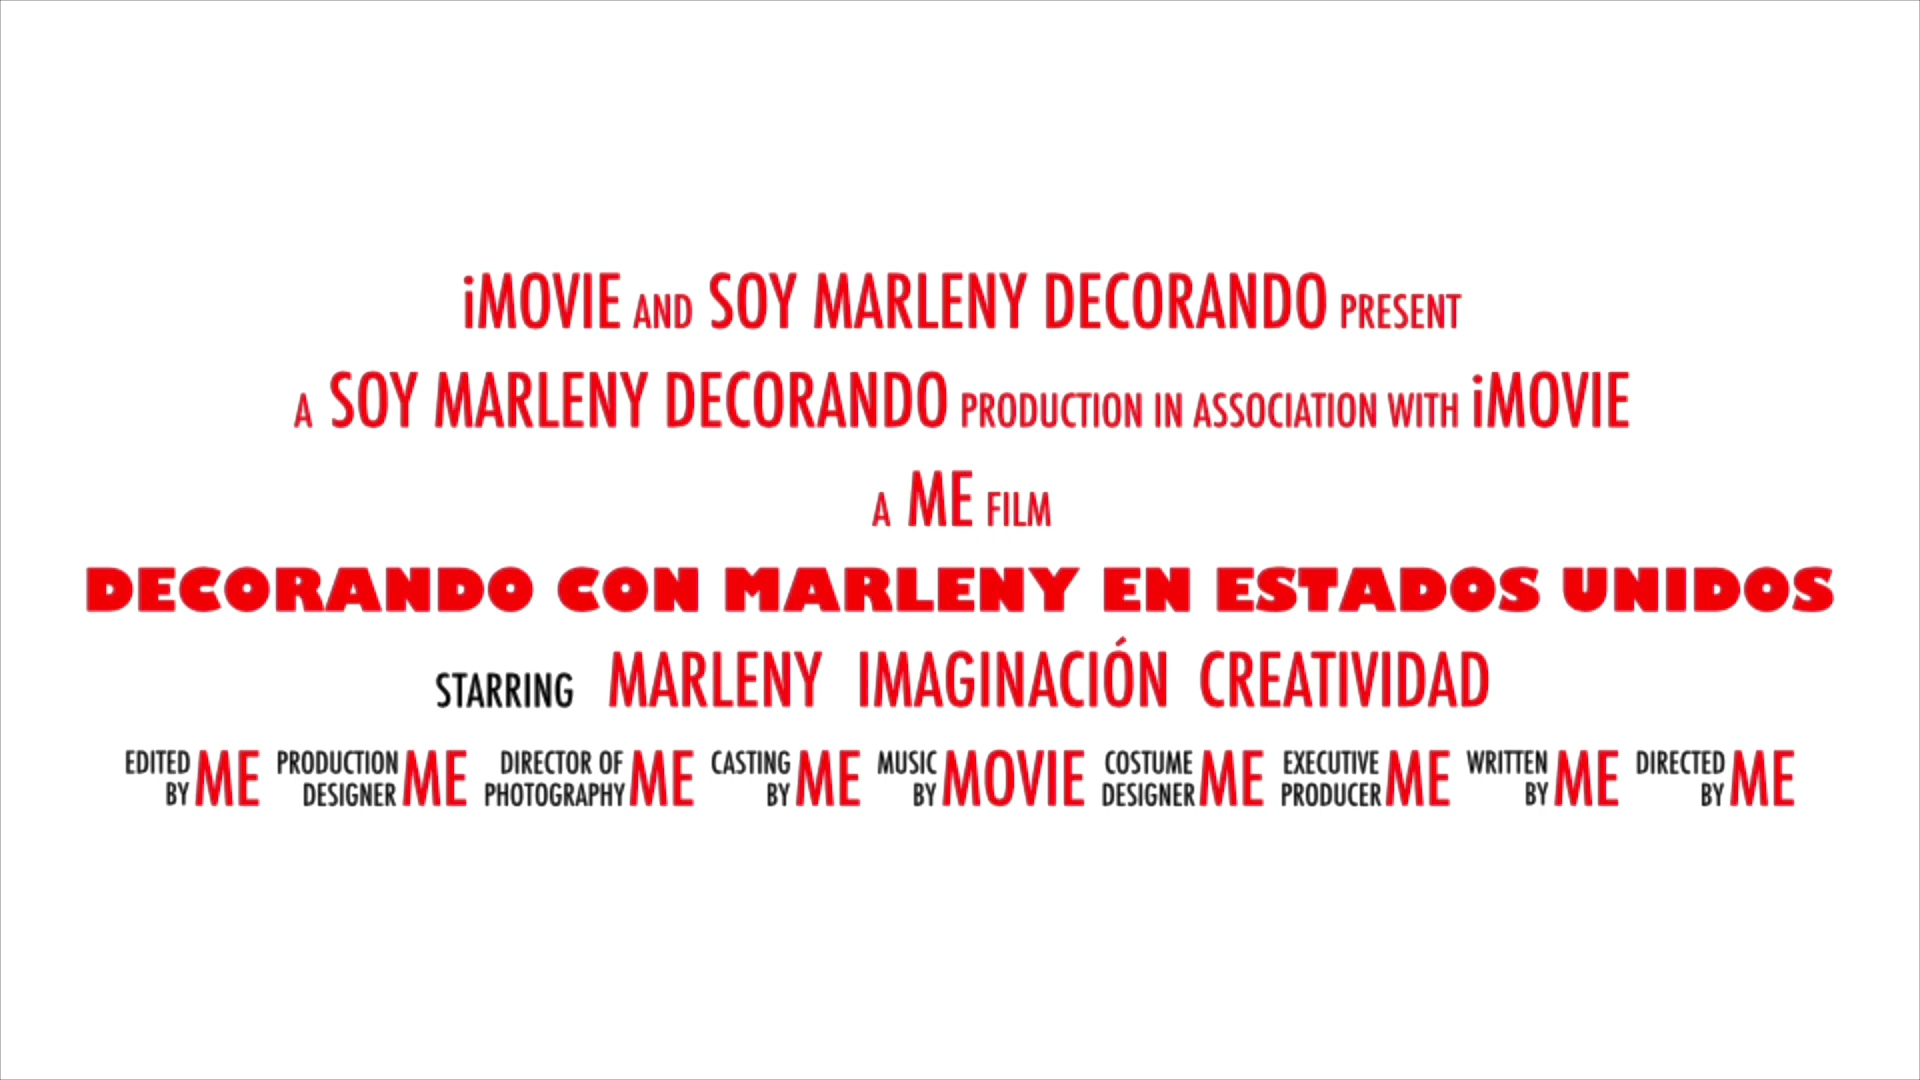 iMOVIE AND SOY MARLENY DECORANDO PRESENT
A SOY MARLENY DECORANDO PRODUCTION IN ASSOCIATION WITH iMOVIE
A ME FILM
DECORANDO CON MARLENY EN ESTADOS UNIDOS
STARRING MARLENY IMAGINACIÓN CREATIVIDAD
EDITED BY ME PRODUCTION DESIGNER ME DIRECTOR OF PHOTOGRAPHY ME CASTING BY ME MUSIC BY MOVIE COSTUME DESIGNER ME EXECUTIVE PRODUCER ME WRITTEN BY ME DIRECTED BY ME